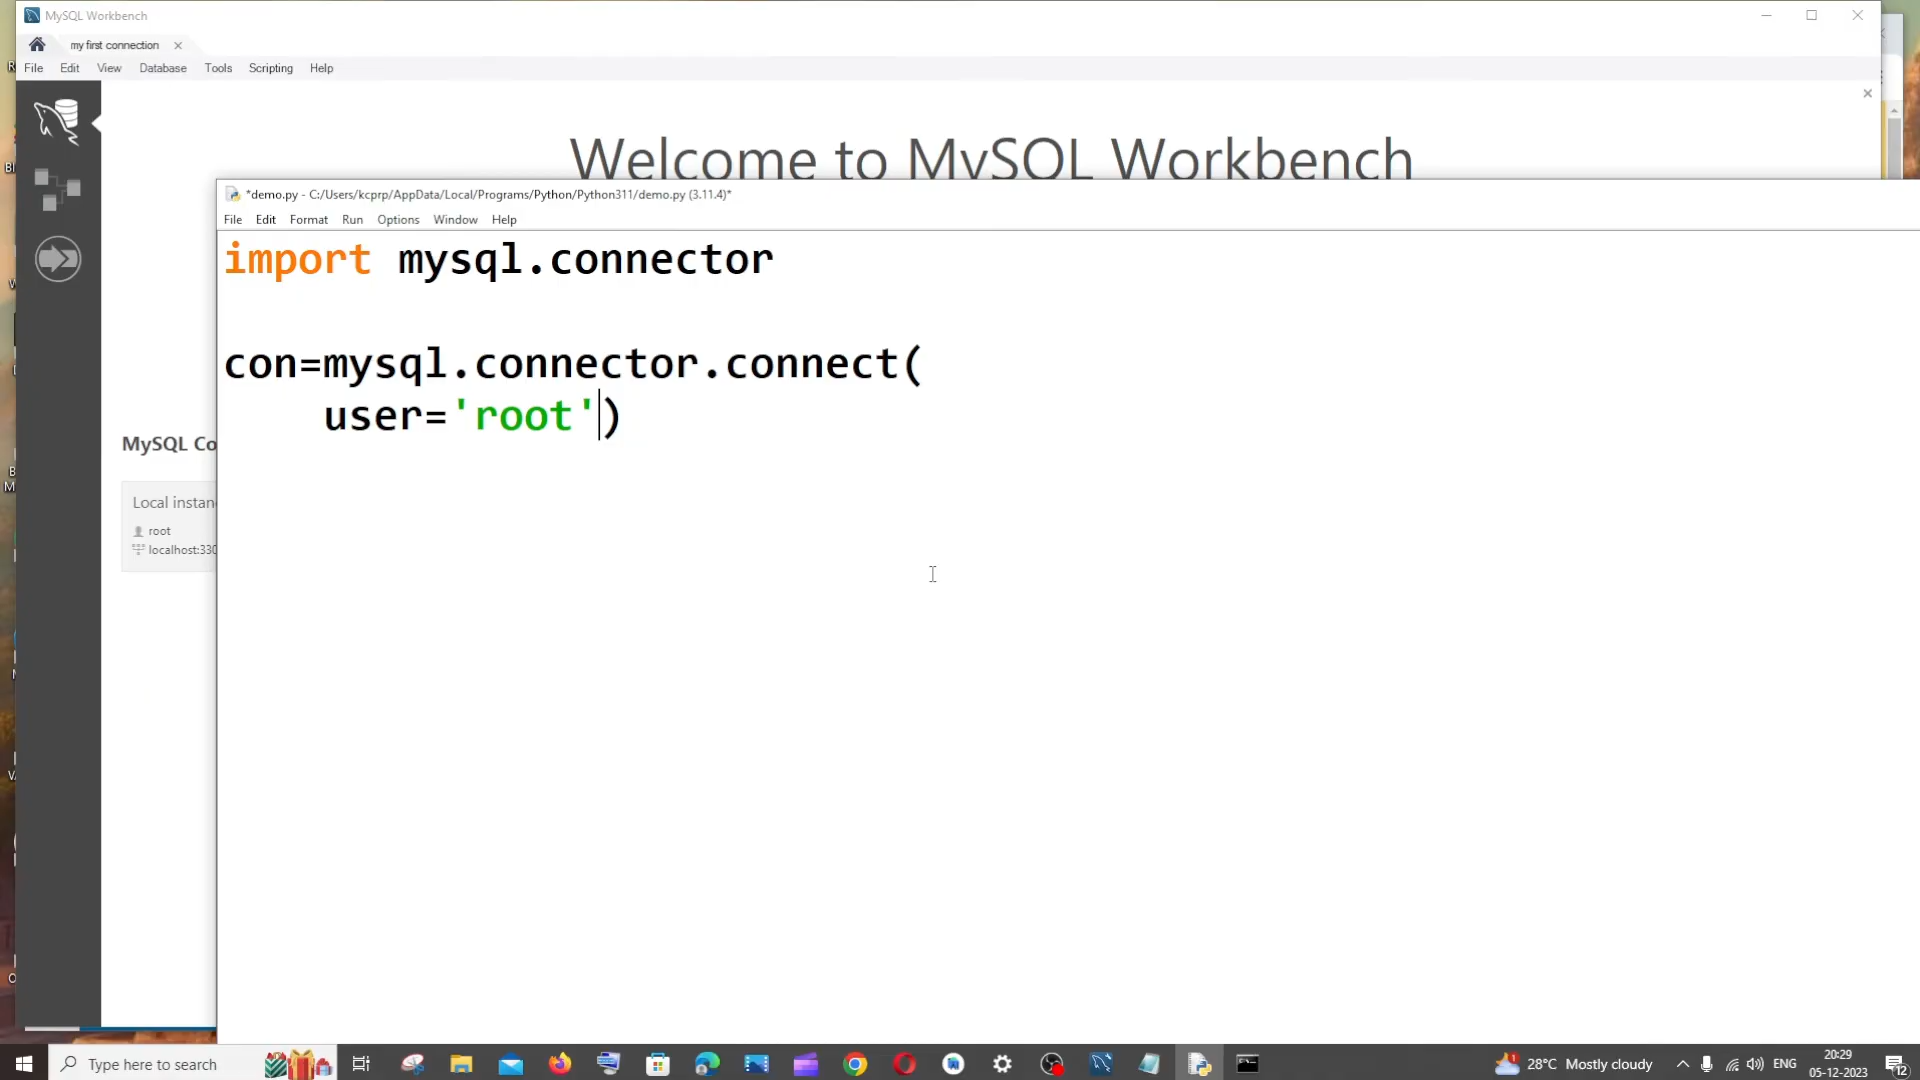 MySQL Workbench
my first connection
File Edit View Database Tools Scripting Help
Welcome to MySQL Workbench
*demo.py - C:/Users/kcprp/AppData/Local/Programs/Python/Python311/demo.py (3.11.4)*
File Edit Format Run Options Window Help
import mysql.connector
con=mysql.connector.connect(
user='root')
MySQL Co
Local instan
root
localhost:330
Type here to search
1
28°C Mostly cloudy
ENG
20:29
05-12-2023
12